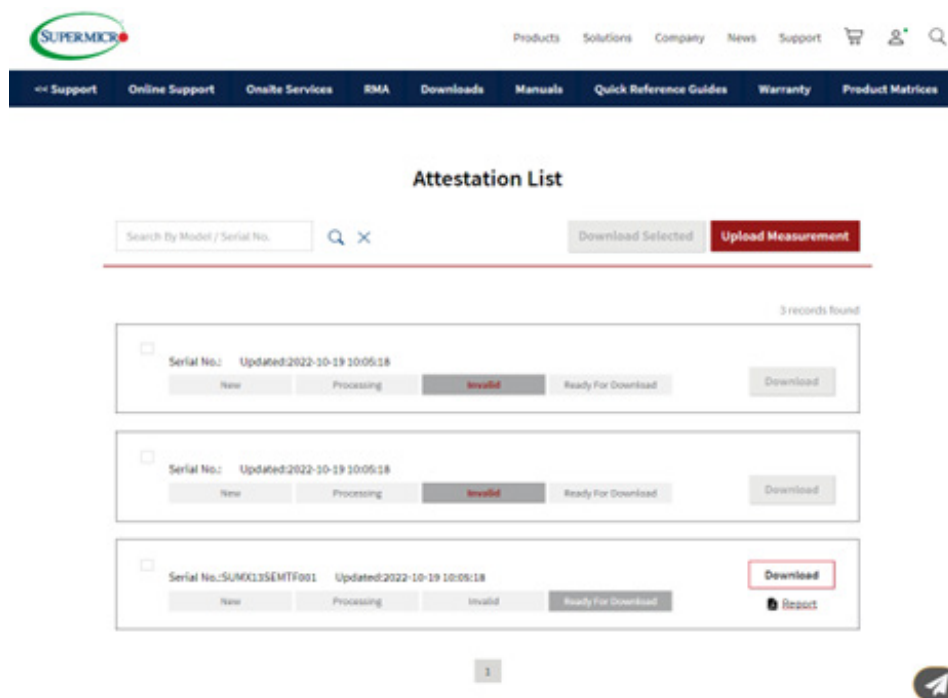 SUPERMICRO
Products Solutions Company News Support
<< Support Online Support Onsite Services RMA Downloads Manuals Quick Reference Guides Warranty Product Matrices
Attestation List
Search By Model / Serial No.
Download Selected Upload Measurement
3 records found
Serial No.: Updated:2022-10-19 10:05:18
New Processing Invalid Ready For Download Download
Serial No.: Updated:2022-10-19 10:05:18
New Processing Invalid Ready For Download Download
Serial No.:SUMX13SEMTF001 Updated:2022-10-19 10:05:18
Download
New Processing Invalid Ready For Download
Report
1